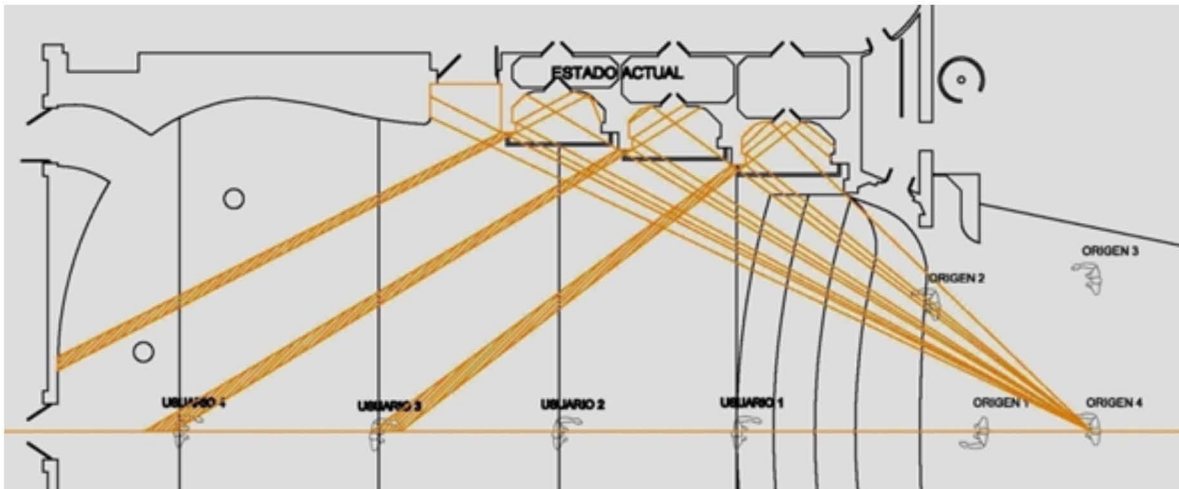 ESTADO ACTUAL
ORIGEN 3
ORIGEN 2
USUARIO 4
USUARIO 3
USUARIO 2
USUARIO 1
ORIGEN 1
ORIGEN 4